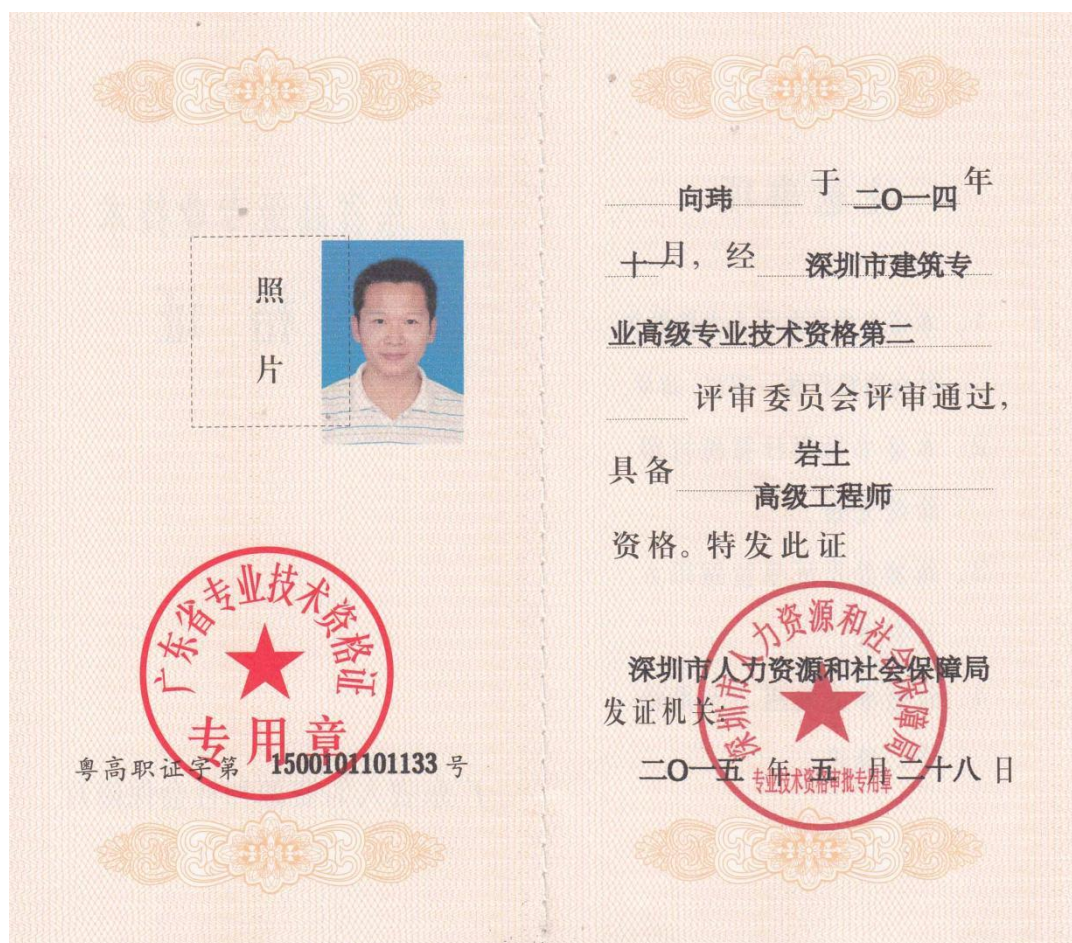 照
片
广东省专业技术资格证
专用章
粤高职证字第 1500101101133 号
向玮 于 二O一四 年
十一月，经 深圳市建筑专
业高级专业技术资格第二
评审委员会评审通过，
具备 岩土
高级工程师
资格。特发此证
深圳市人力资源和社会保障局
深圳市人力资源和社会保障局
发证机关：
二O一五 年 五 月 二十八 日
专业技术资格审批专用章